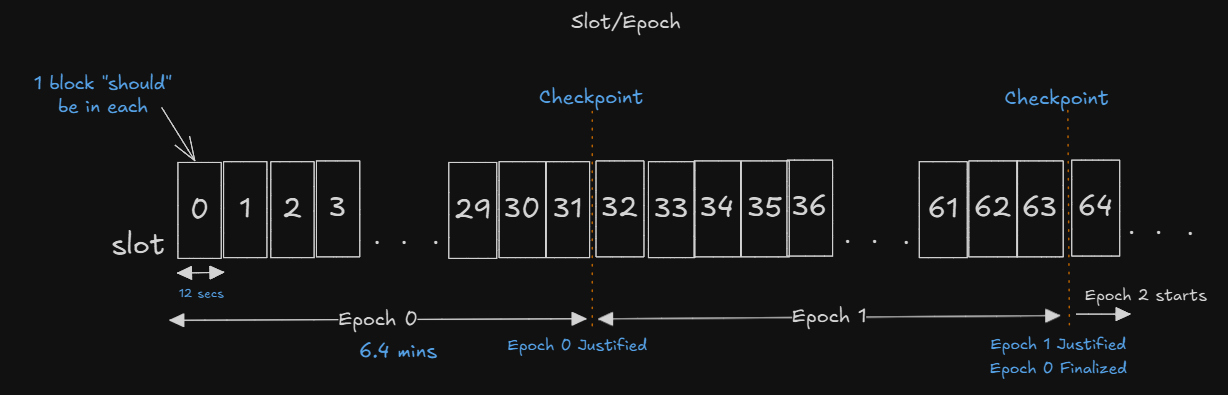 Slot/Epoch
1 block "should"
be in each
Checkpoint
Checkpoint
0 1 2 3 . . . 29 30 31 32 33 34 35 36 . . . 61 62 63 64 . . .
slot
12 secs
Epoch 2 starts
Epoch 0
Epoch 1
6.4 mins
Epoch 0 Justified
Epoch 1 Justified
Epoch 0 Finalized